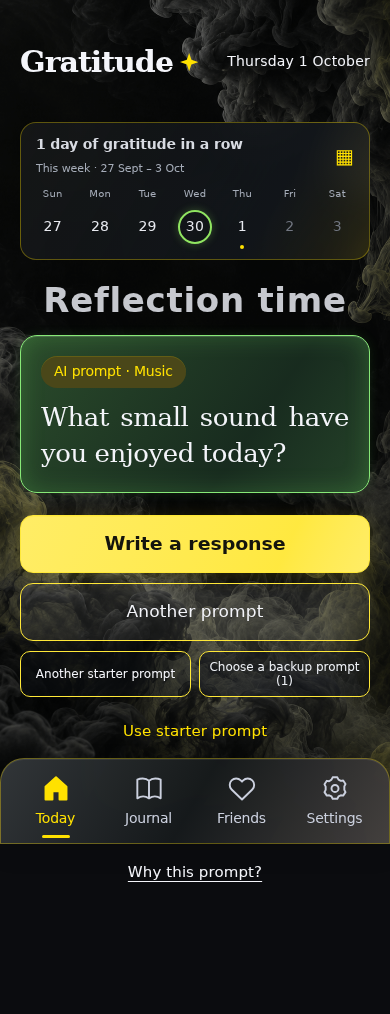 Gratitude
Thursday 1 October
1 day of gratitude in a row
This week · 27 Sept – 3 Oct
Sun Mon Tue Wed Thu Fri Sat
27 28 29 30 1 2 3
Reflection time
AI prompt · Music
What small sound have
you enjoyed today?
Write a response
Another prompt
Another starter prompt
Choose a backup prompt
(1)
Use starter prompt
Today Journal Friends Settings
Why this prompt?